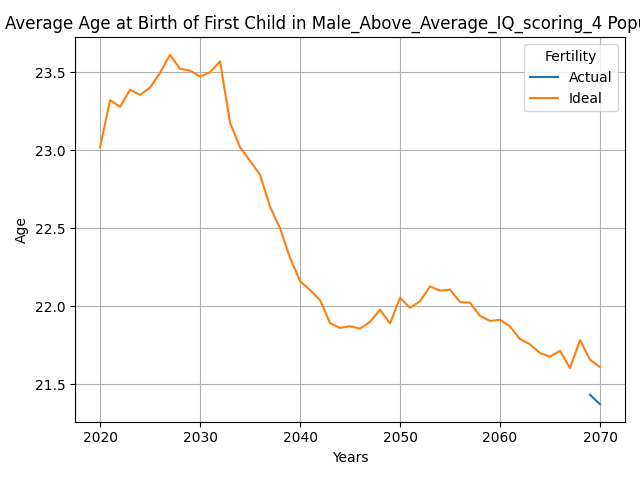 Average Age at Birth of First Child in Male_Above_Average_IQ_scoring_4 Popu
Fertility
Actual
Ideal
23.5
23.0
22.5
22.0
21.5
Age
2020 2030 2040 2050 2060 2070
Years